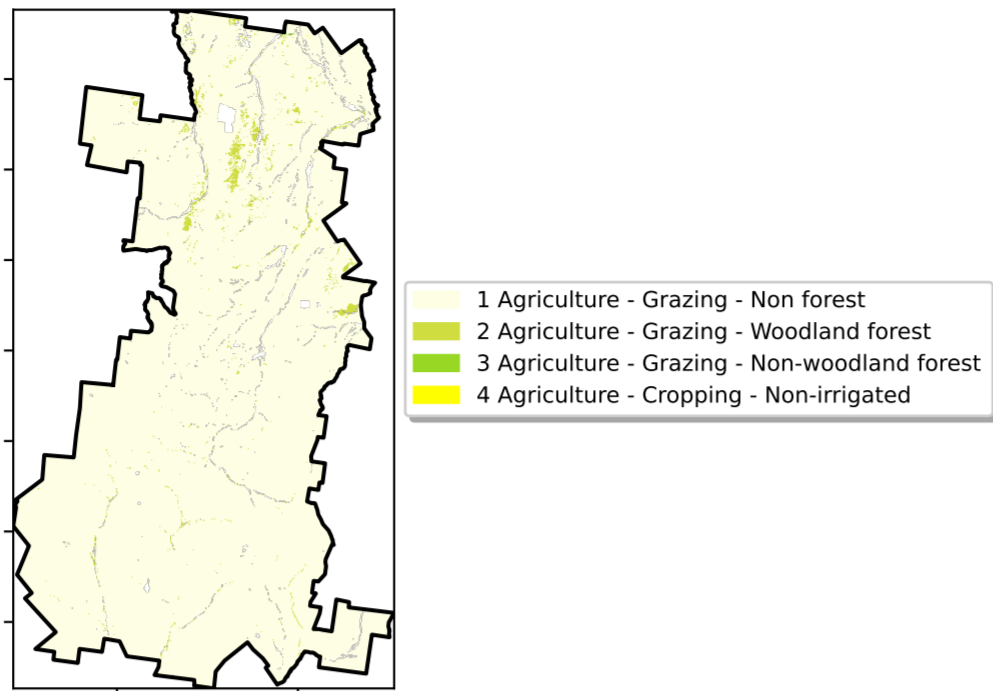 1 Agriculture - Grazing - Non forest
2 Agriculture - Grazing - Woodland forest
3 Agriculture - Grazing - Non-woodland forest
4 Agriculture - Cropping - Non-irrigated